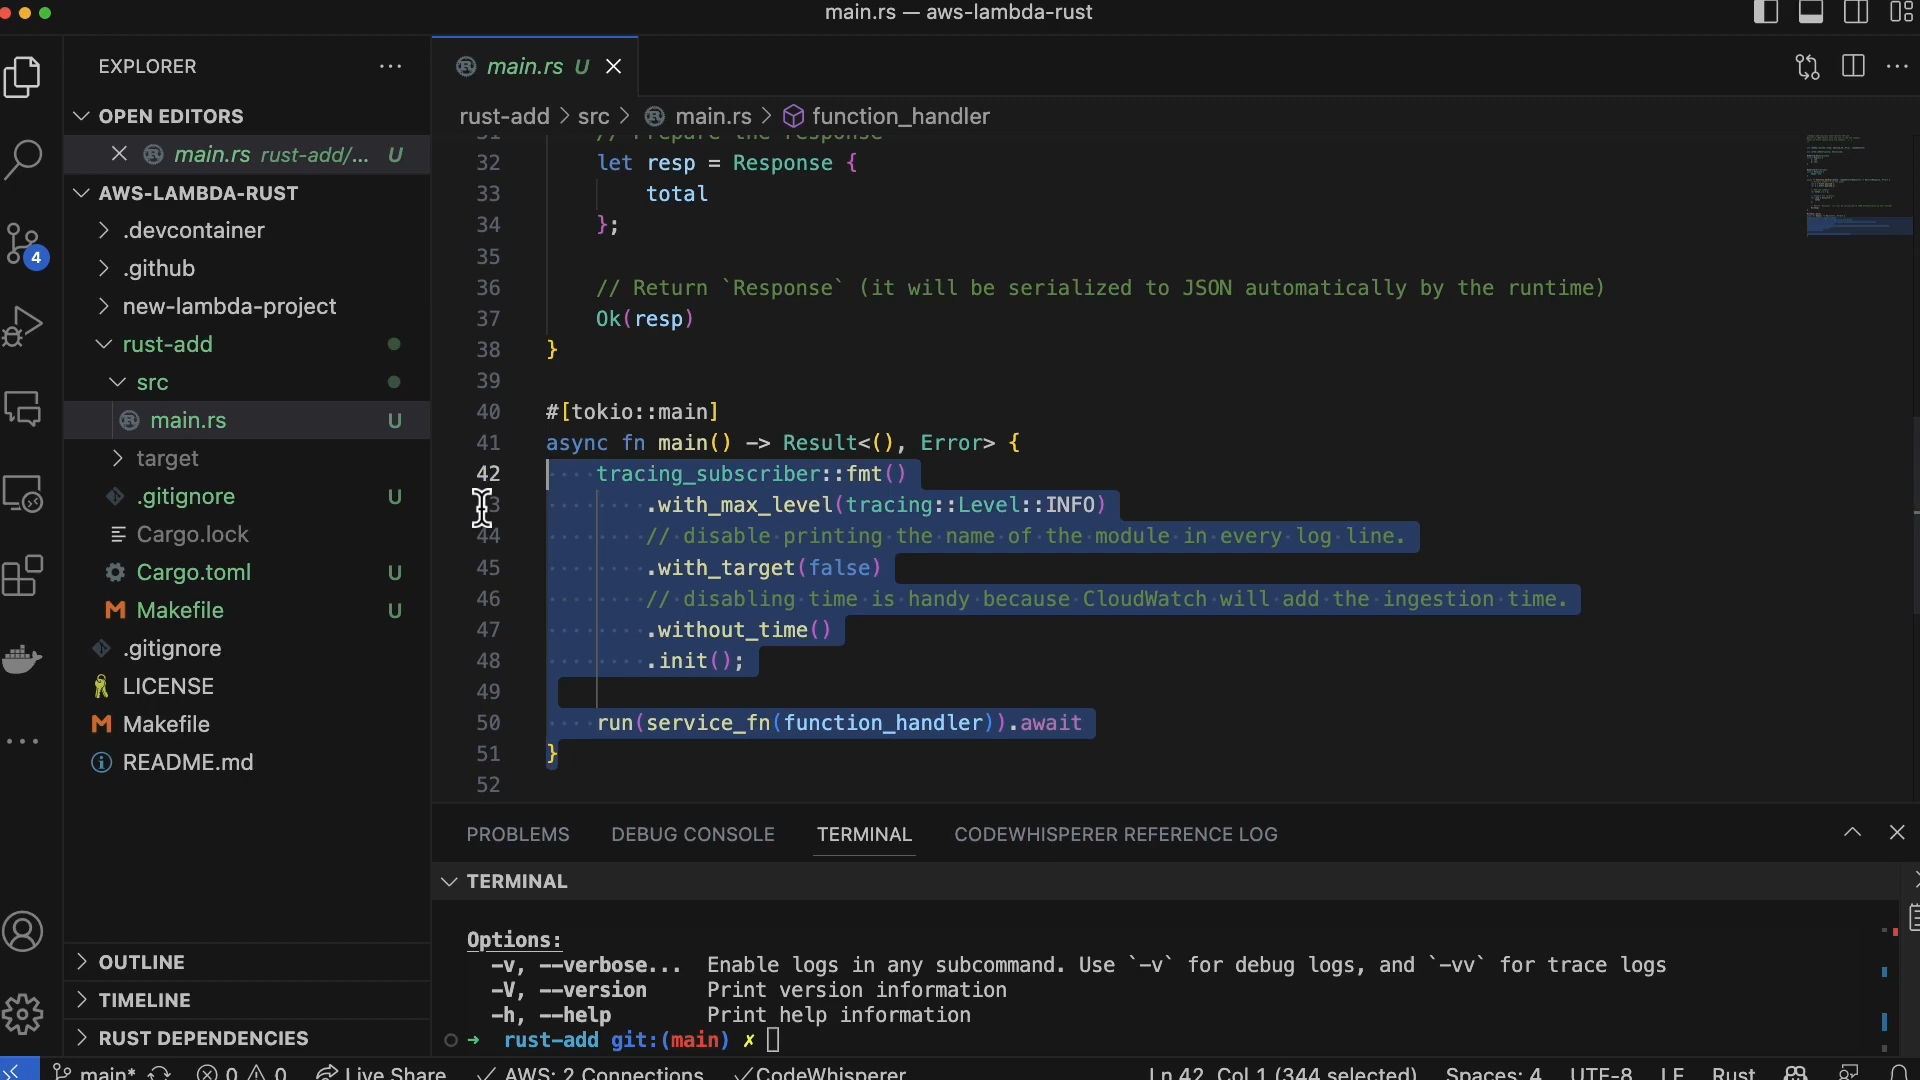 main.rs — aws-lambda-rust
EXPLORER
OPEN EDITORS
main.rs rust-add/... U
AWS-LAMBDA-RUST
.devcontainer
.github
new-lambda-project
rust-add
src
main.rs U
target
.gitignore U
Cargo.lock
Cargo.toml U
Makefile U
.gitignore
LICENSE
Makefile
README.md
OUTLINE
TIMELINE
RUST DEPENDENCIES
4
main.rs U
rust-add > src > main.rs > function_handler
31 // Prepare the response
32 let resp = Response {
33 total
34 };
35
36 // Return `Response` (it will be serialized to JSON automatically by the runtime)
37 Ok(resp)
38 }
39
40 #[tokio::main]
41 async fn main() -> Result<(), Error> {
42 tracing_subscriber::fmt()
43 .with_max_level(tracing::Level::INFO)
44 // disable printing the name of the module in every log line.
45 .with_target(false)
46 // disabling time is handy because CloudWatch will add the ingestion time.
47 .without_time()
48 .init();
49
50 run(service_fn(function_handler)).await
51 }
52
PROBLEMS DEBUG CONSOLE TERMINAL CODEWHISPERER REFERENCE LOG
TERMINAL
Options:
-v, --verbose... Enable logs in any subcommand. Use `-v` for debug logs, and `-vv` for trace logs
-V, --version Print version information
-h, --help Print help information
→ rust-add git:(main) ✗
main* 0 0 Live Share AWS: 2 Connections CodeWhisperer Ln 42, Col 1 (344 selected) Spaces: 4 UTF-8 LF Rust